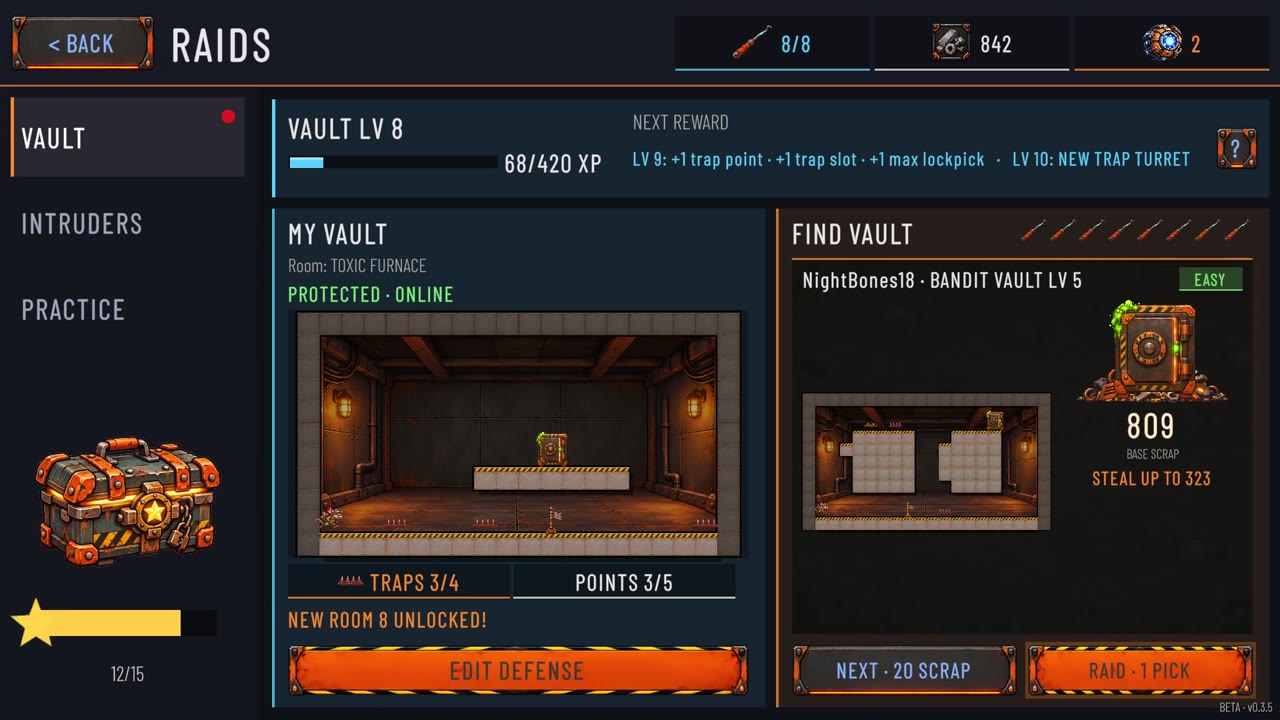 < BACK
RAIDS
8/8
842
2
VAULT
INTRUDERS
PRACTICE
12/15
VAULT LV 8
68/420 XP
NEXT REWARD
LV 9: +1 trap point · +1 trap slot · +1 max lockpick · LV 10: NEW TRAP TURRET
?
MY VAULT
Room: TOXIC FURNACE
PROTECTED · ONLINE
TRAPS 3/4
POINTS 3/5
NEW ROOM 8 UNLOCKED!
EDIT DEFENSE
FIND VAULT
NightBones18 · BANDIT VAULT LV 5
EASY
809
BASE SCRAP
STEAL UP TO 323
NEXT · 20 SCRAP
RAID · 1 PICK
BETA · v0.3.5